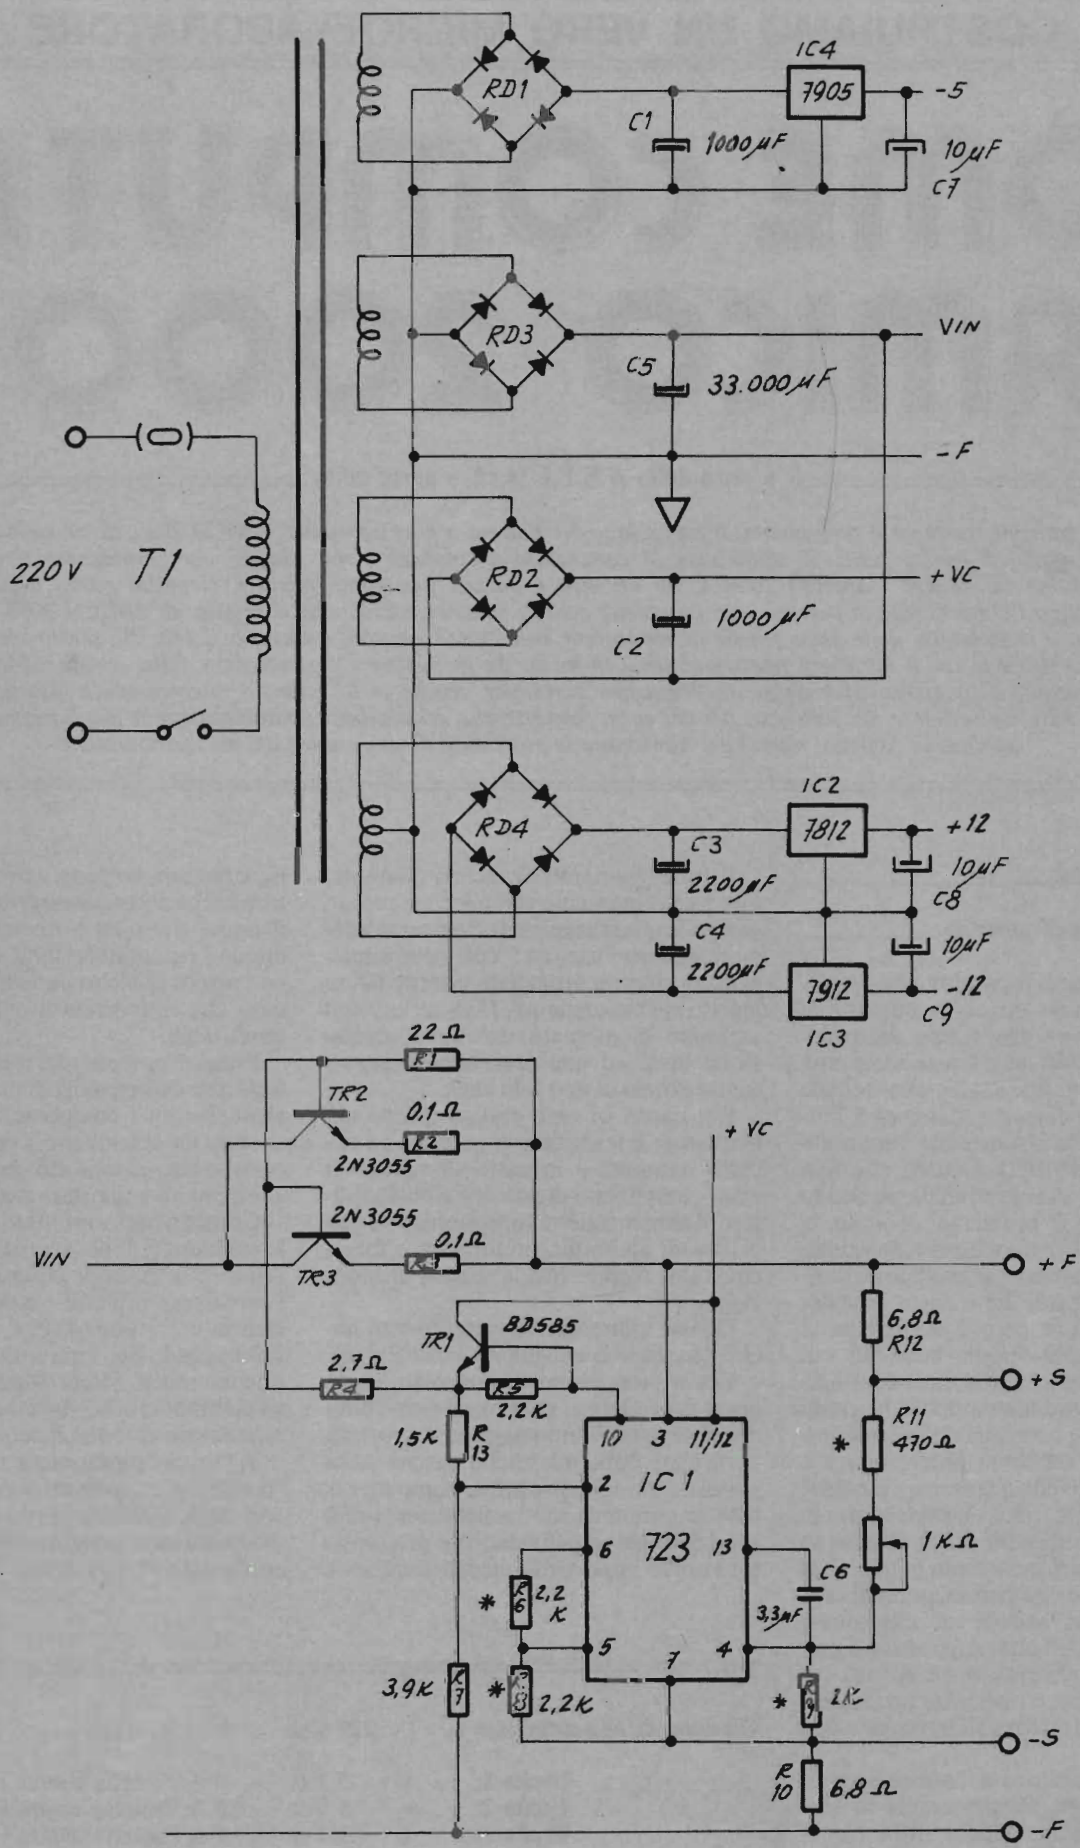 IC4
RD1
7905
-5
C1
1000µF
10µF
C7
RD3
VIN
C5
33.000µF
-F
220V
T1
RD2
+VC
1000µF
C2
IC2
RD4
7812
+12
C3
2200µF
10µF
C8
C4
2200µF
10µF
7912
-12
C9
IC3
22Ω
R1
TR2
0,1Ω
R2
+VC
2N3055
2N3055
VIN
0,1Ω
TR3
+F
8D585
TR1
6,8Ω
R12
2,7Ω
R4
R5
2,2K
+S
1,5K
R
13
10
3
11/12
* R11
470Ω
2
IC1
6
723
13
1KΩ
C6
* R
6
2,2
K
3,3µF
5
7
4
3,9K
R
7
*
8
2,2K
*
R
-S
R
10
6,8Ω
-F